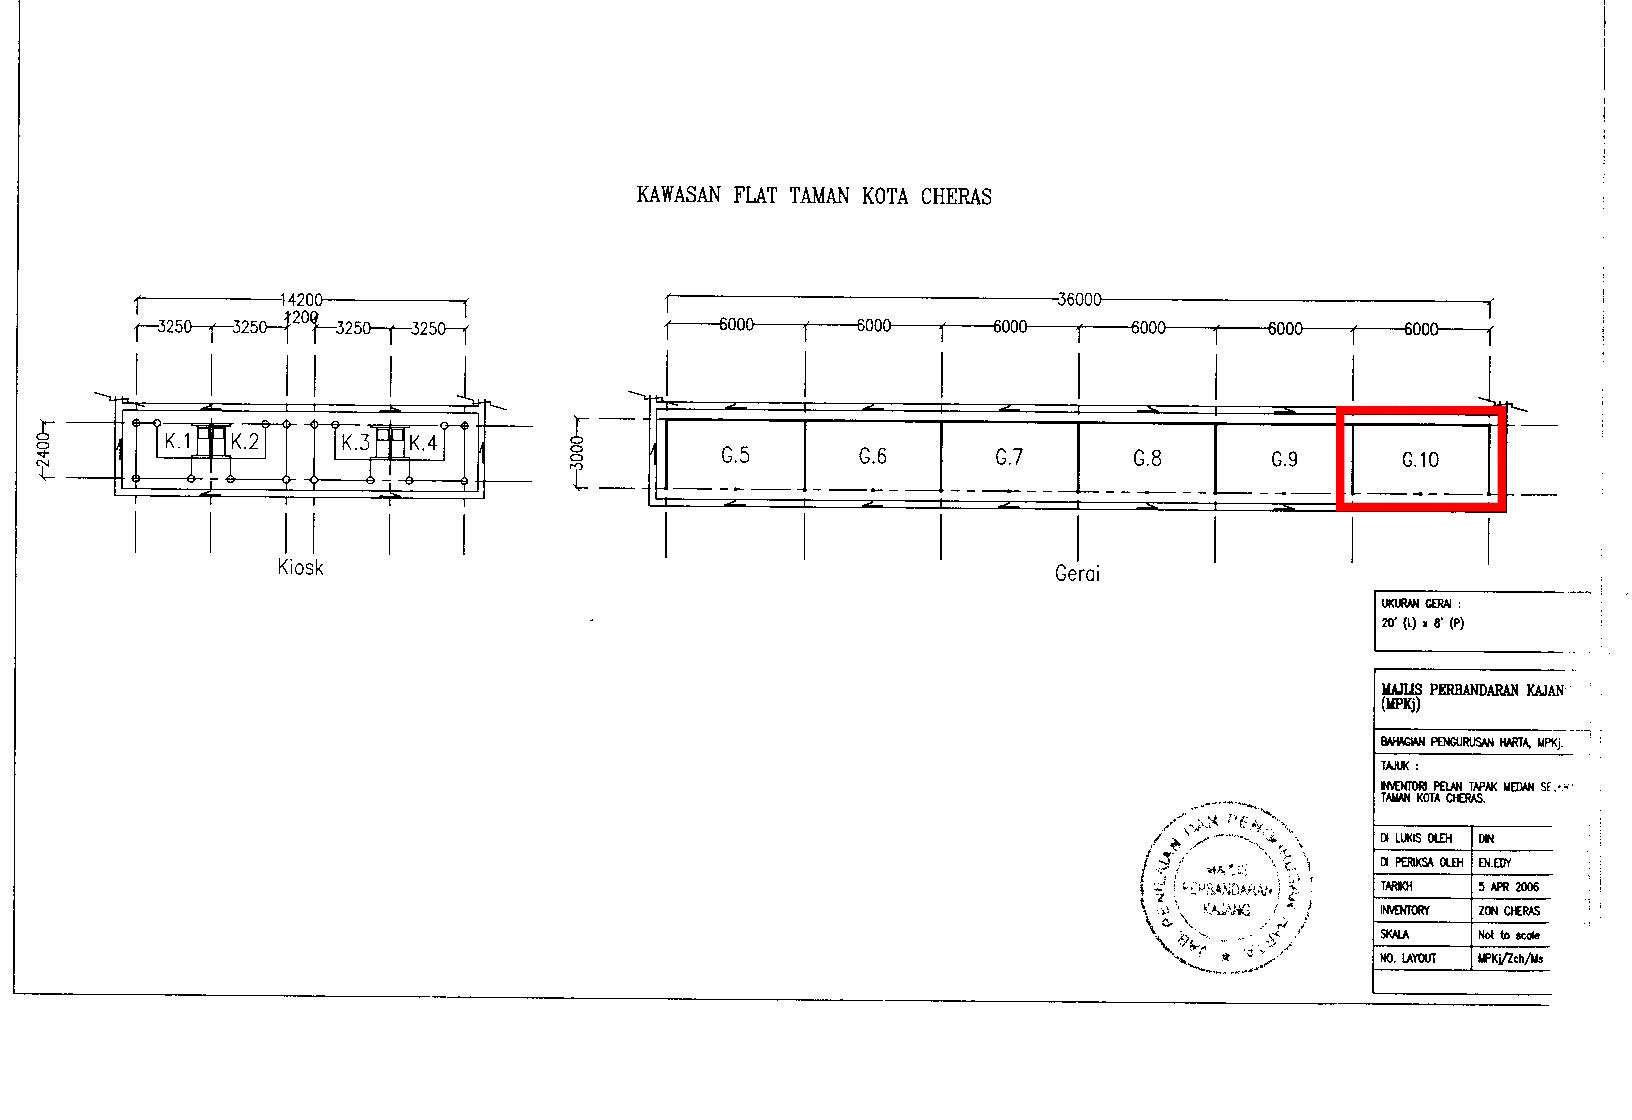 KAWASAN FLAT TAMAN KOTA CHERAS
14200
1200
3250 3250 3250 3250
2400
K.1 K.2 K.3 K.4
Kiosk
36000
6000 6000 6000 6000 6000 6000
3000
G.5 G.6 G.7 G.8 G.9 G.10
Gerai
UKURAN GERAI :
20' (L) x 8' (P)
MAJLIS PERBANDARAN KAJAN
(MPKj)
BAHAGIAN PENGURUSAN HARTA, MPKj.
TAJUK :
INVENTORI PELAN TAPAK MEDAN
TAMAN KOTA CHERAS.
DI LUKIS OLEH DIN
DI PERIKSA OLEH EN.EDY
TARIKH 5 APR 2006
INVENTORY ZON CHERAS
SKALA Not to scale
NO. LAYOUT MPKj/Zch/Ms
JAB. PENILAIAN DAN PENGURUSAN HARTA ★
MAJLIS
PERBANDARAN
KAJANG